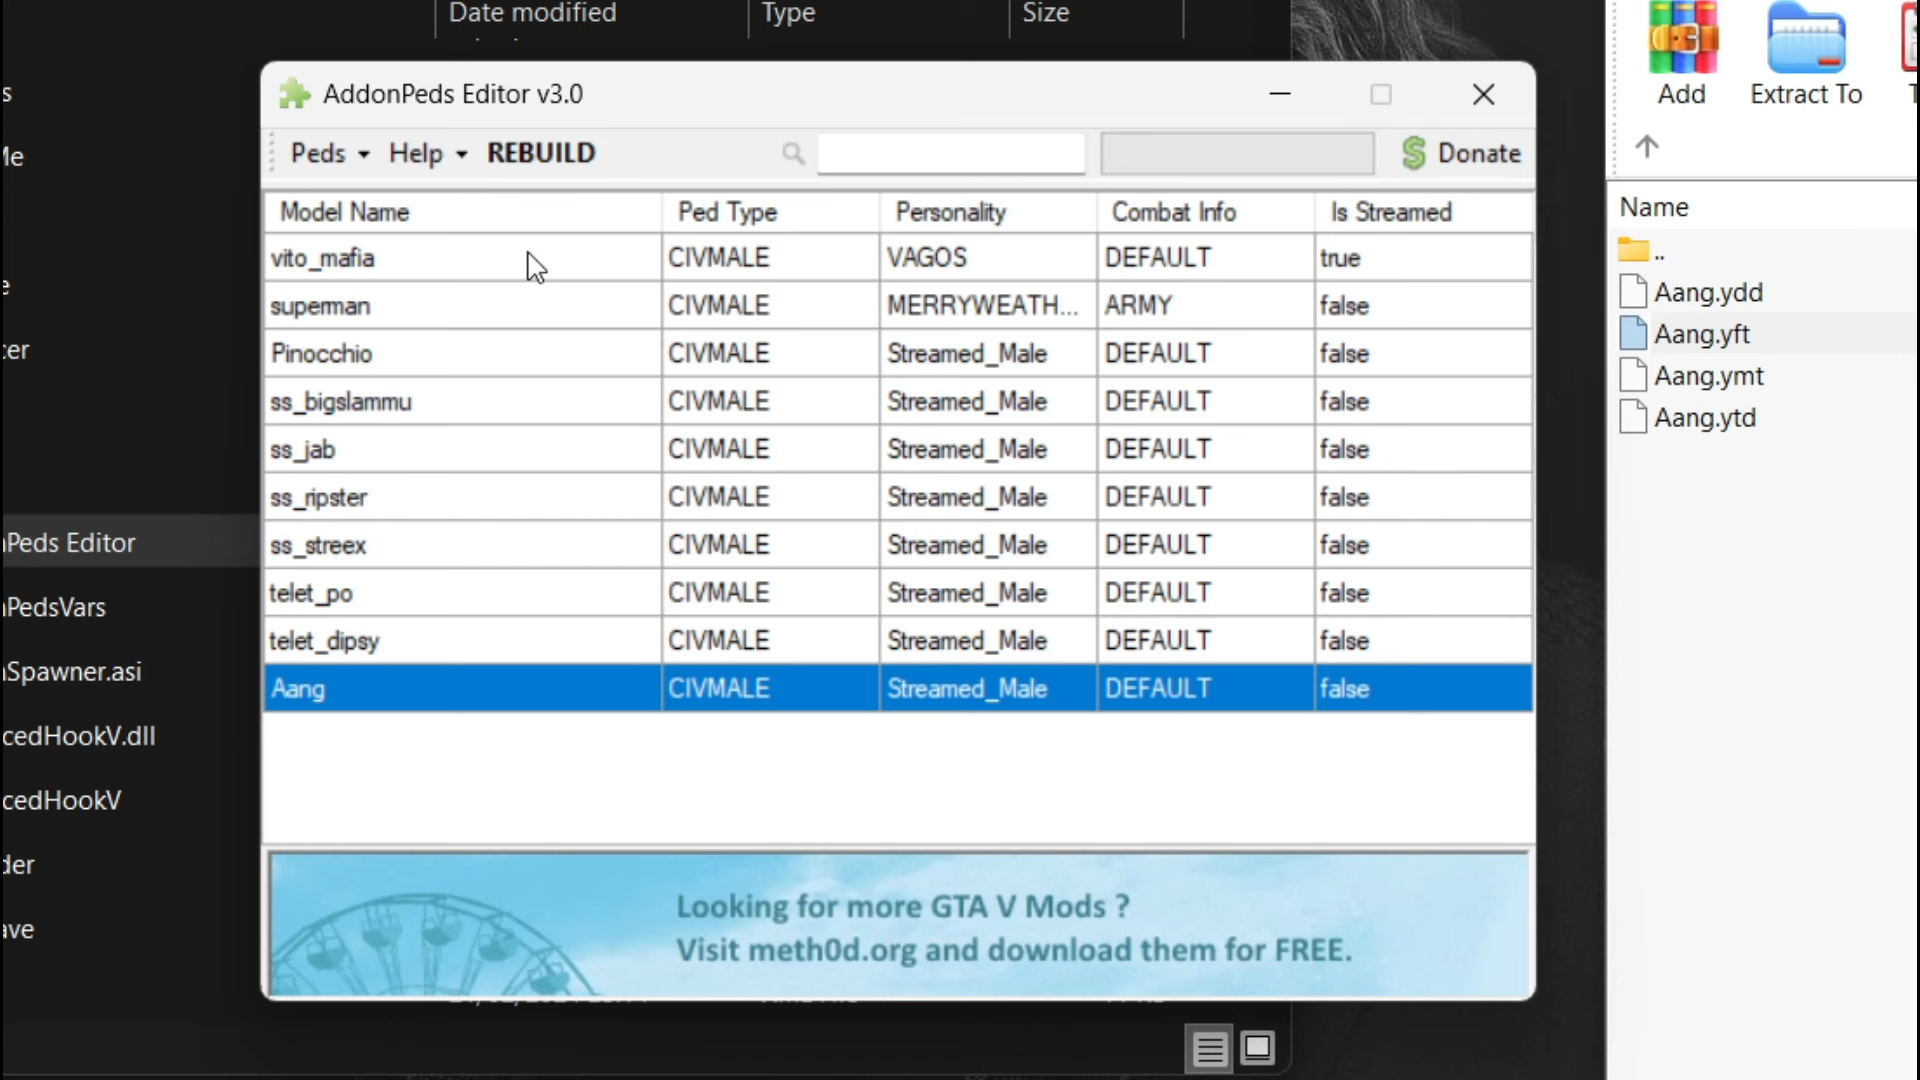 Date modified Type Size
AddonPeds Editor v3.0
Peds Help REBUILD Donate
Model Name Ped Type Personality Combat Info Is Streamed
vito_mafia CIVMALE VAGOS DEFAULT true
superman CIVMALE MERRYWEATH... ARMY false
Pinocchio CIVMALE Streamed_Male DEFAULT false
ss_bigslammu CIVMALE Streamed_Male DEFAULT false
ss_jab CIVMALE Streamed_Male DEFAULT false
ss_ripster CIVMALE Streamed_Male DEFAULT false
ss_streex CIVMALE Streamed_Male DEFAULT false
telet_po CIVMALE Streamed_Male DEFAULT false
telet_dipsy CIVMALE Streamed_Male DEFAULT false
Aang CIVMALE Streamed_Male DEFAULT false
Looking for more GTA V Mods ?
Visit meth0d.org and download them for FREE.
s
e
cer
Peds Editor
PedsVars
Spawner.asi
cedHookV.dll
cedHookV
der
ave
Add Extract To
Name
..
Aang.ydd
Aang.yft
Aang.ymt
Aang.ytd